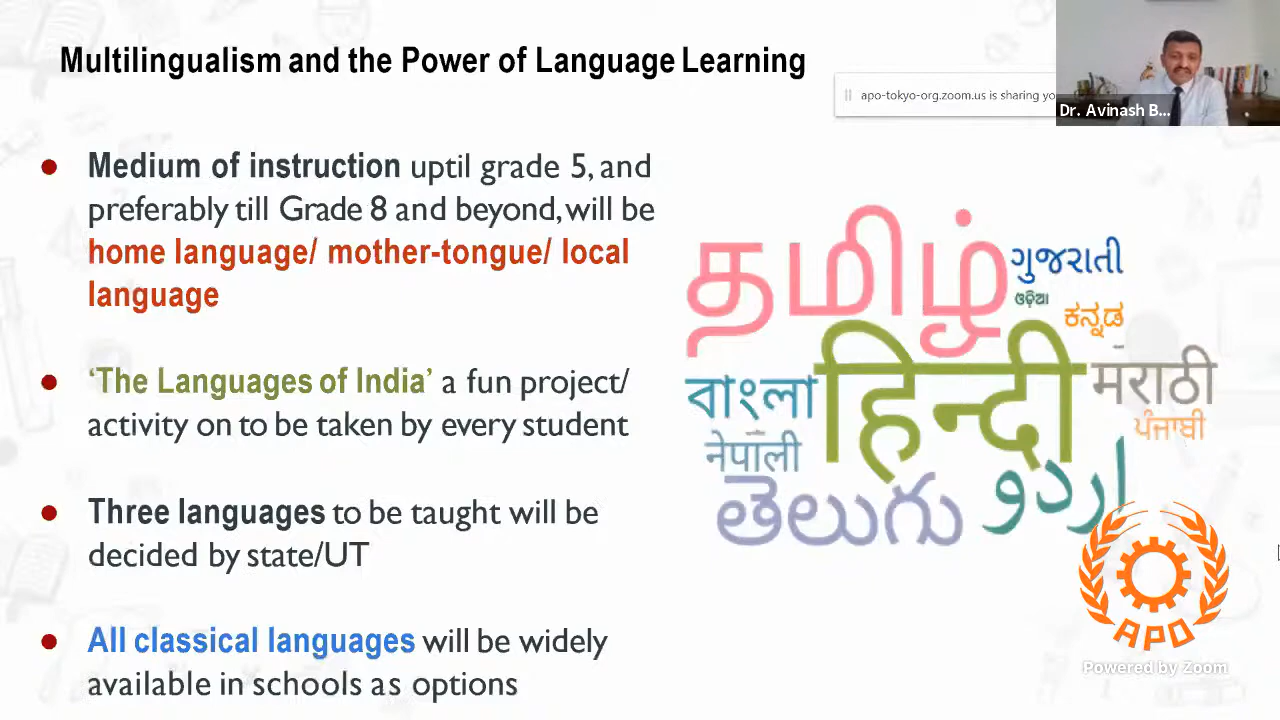 Multilingualism and the Power of Language Learning
apo-tokyo-org.zoom.us is sharing yo
Dr. Avinash B...
Medium of instruction uptil grade 5, and
preferably till Grade 8 and beyond, will be
home language/ mother-tongue/ local
language
‘The Languages of India’ a fun project/
activity on to be taken by every student
Three languages to be taught will be
decided by state/UT
All classical languages will be widely
available in schools as options
தமிழ்
ગુજરાતી
ଓଡ଼ିଆ
ಕನ್ನಡ
हिन्दी
বাংলা
मराठी
ਪੰਜਾਬੀ
नेपाली
తెలుగు
اردو
APO
Powered by Zoom